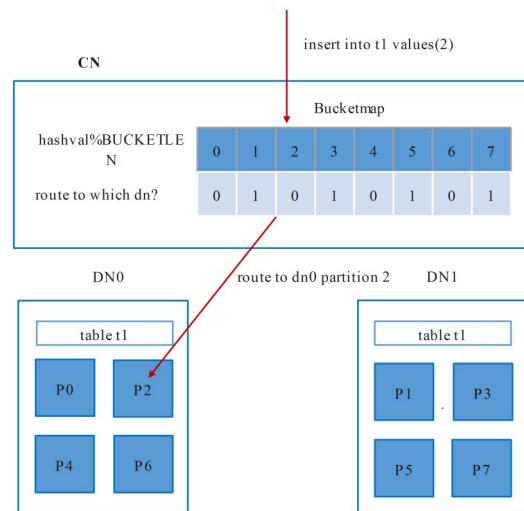 insert into t1 values(2)
CN
Bucketmap
hashval%BUCKETLE
N
0 1 2 3 4 5 6 7
route to which dn?
0 1 0 1 0 1 0 1
DN0
route to dn0 partition 2
DN1
table t1
table t1
P0 P2
P1 . P3
P4 P6
P5 P7